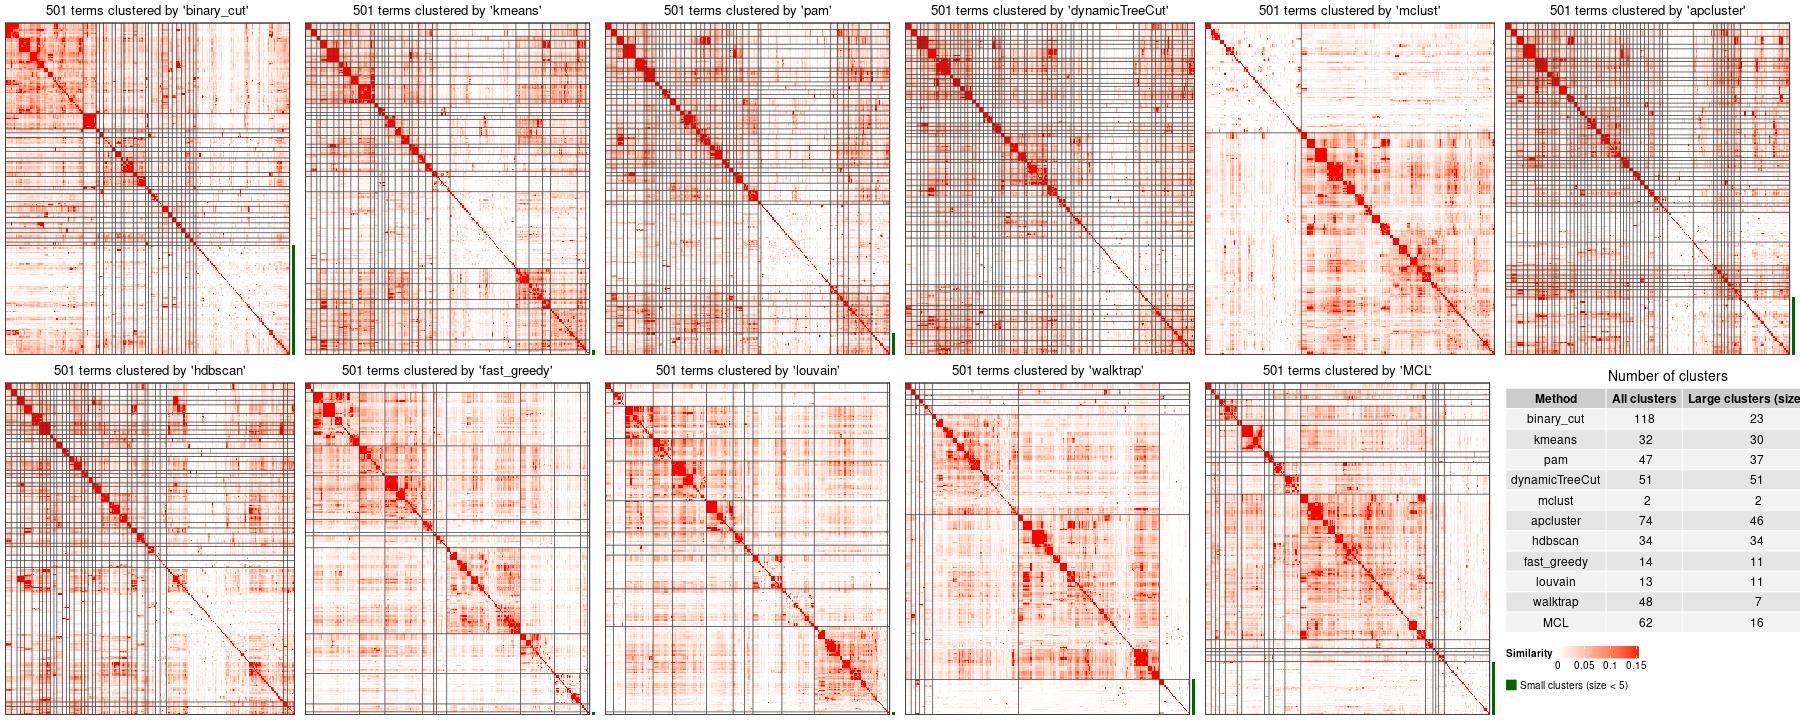 501 terms clustered by 'binary_cut'
501 terms clustered by 'kmeans'
501 terms clustered by 'pam'
501 terms clustered by 'dynamicTreeCut'
501 terms clustered by 'mclust'
501 terms clustered by 'apcluster'
501 terms clustered by 'hdbscan'
501 terms clustered by 'fast_greedy'
501 terms clustered by 'louvain'
501 terms clustered by 'walktrap'
501 terms clustered by 'MCL'
Number of clusters
Method All clusters Large clusters (size
binary_cut 118 23
kmeans 32 30
pam 47 37
dynamicTreeCut 51 51
mclust 2 2
apcluster 74 46
hdbscan 34 34
fast_greedy 14 11
louvain 13 11
walktrap 48 7
MCL 62 16
Similarity
0 0.05 0.1 0.15
Small clusters (size < 5)